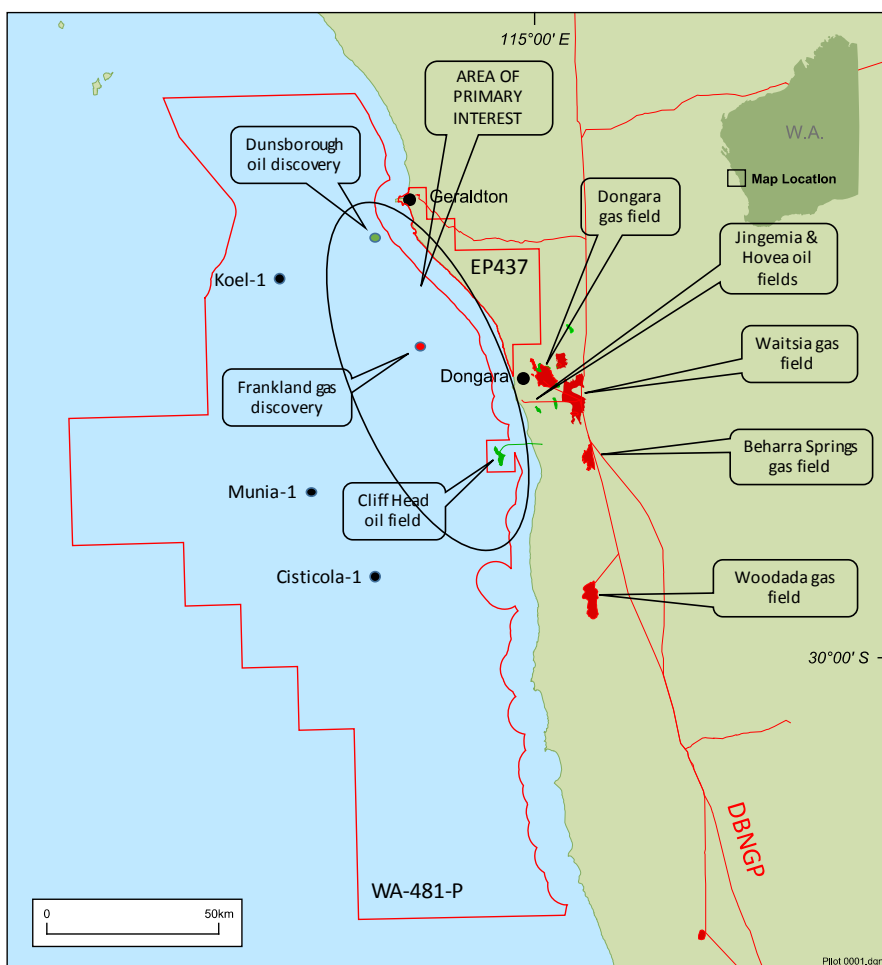 115°00' E
AREA OF
PRIMARY
INTEREST
Dunsborough
oil discovery
W.A.
Map Location
Geraldton
Dongara
gas field
Jingemia &
Hovea oil
fields
EP437
Koel-1
Waitsia gas
field
Dongara
Frankland gas
discovery
Beharra Springs
gas field
Munia-1
Cliff Head
oil field
Cisticola-1
Woodada gas
field
30°00' S
DBNGP
WA-481-P
0 50km
Pilot 0001.dgn